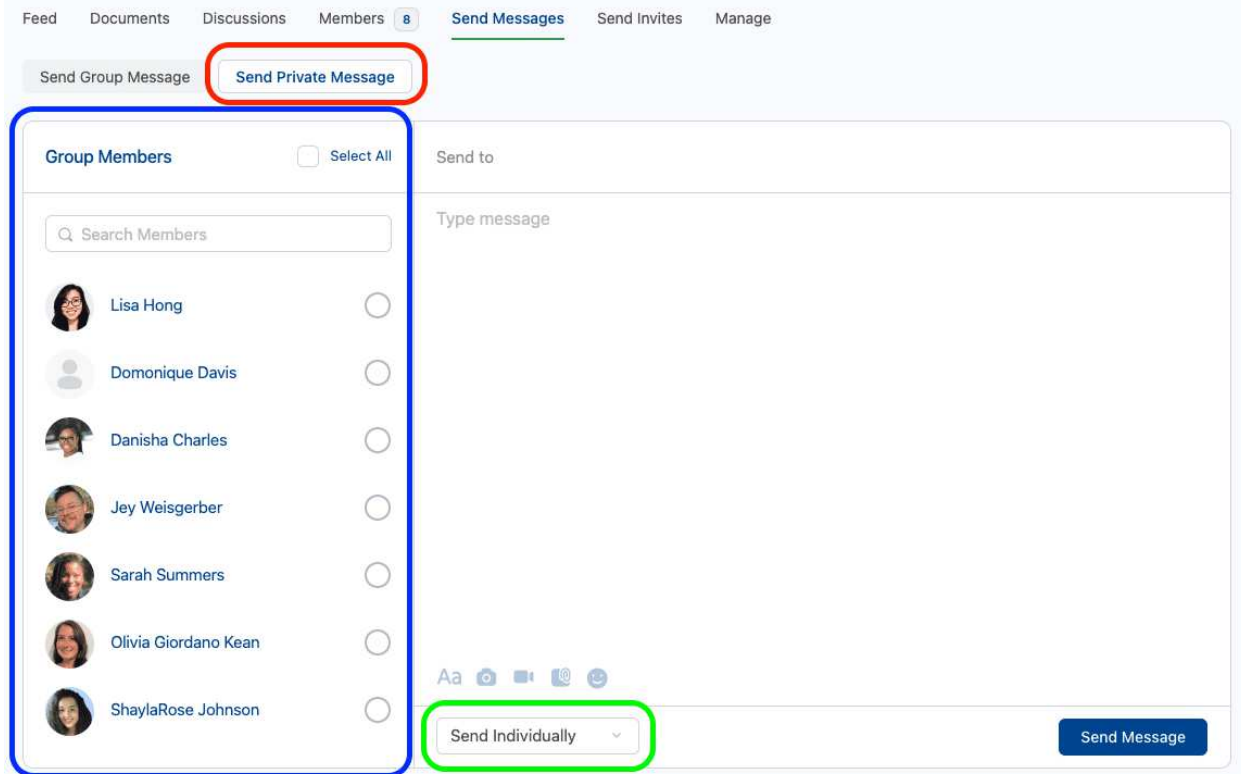 Feed Documents Discussions Members 8 Send Messages Send Invites Manage
Send Group Message Send Private Message
Group Members Select All
Send to
Search Members
Type message
Lisa Hong
Domonique Davis
Danisha Charles
Jey Weisgerber
Sarah Summers
Olivia Giordano Kean
ShaylaRose Johnson
Aa
Send Individually
Send Message